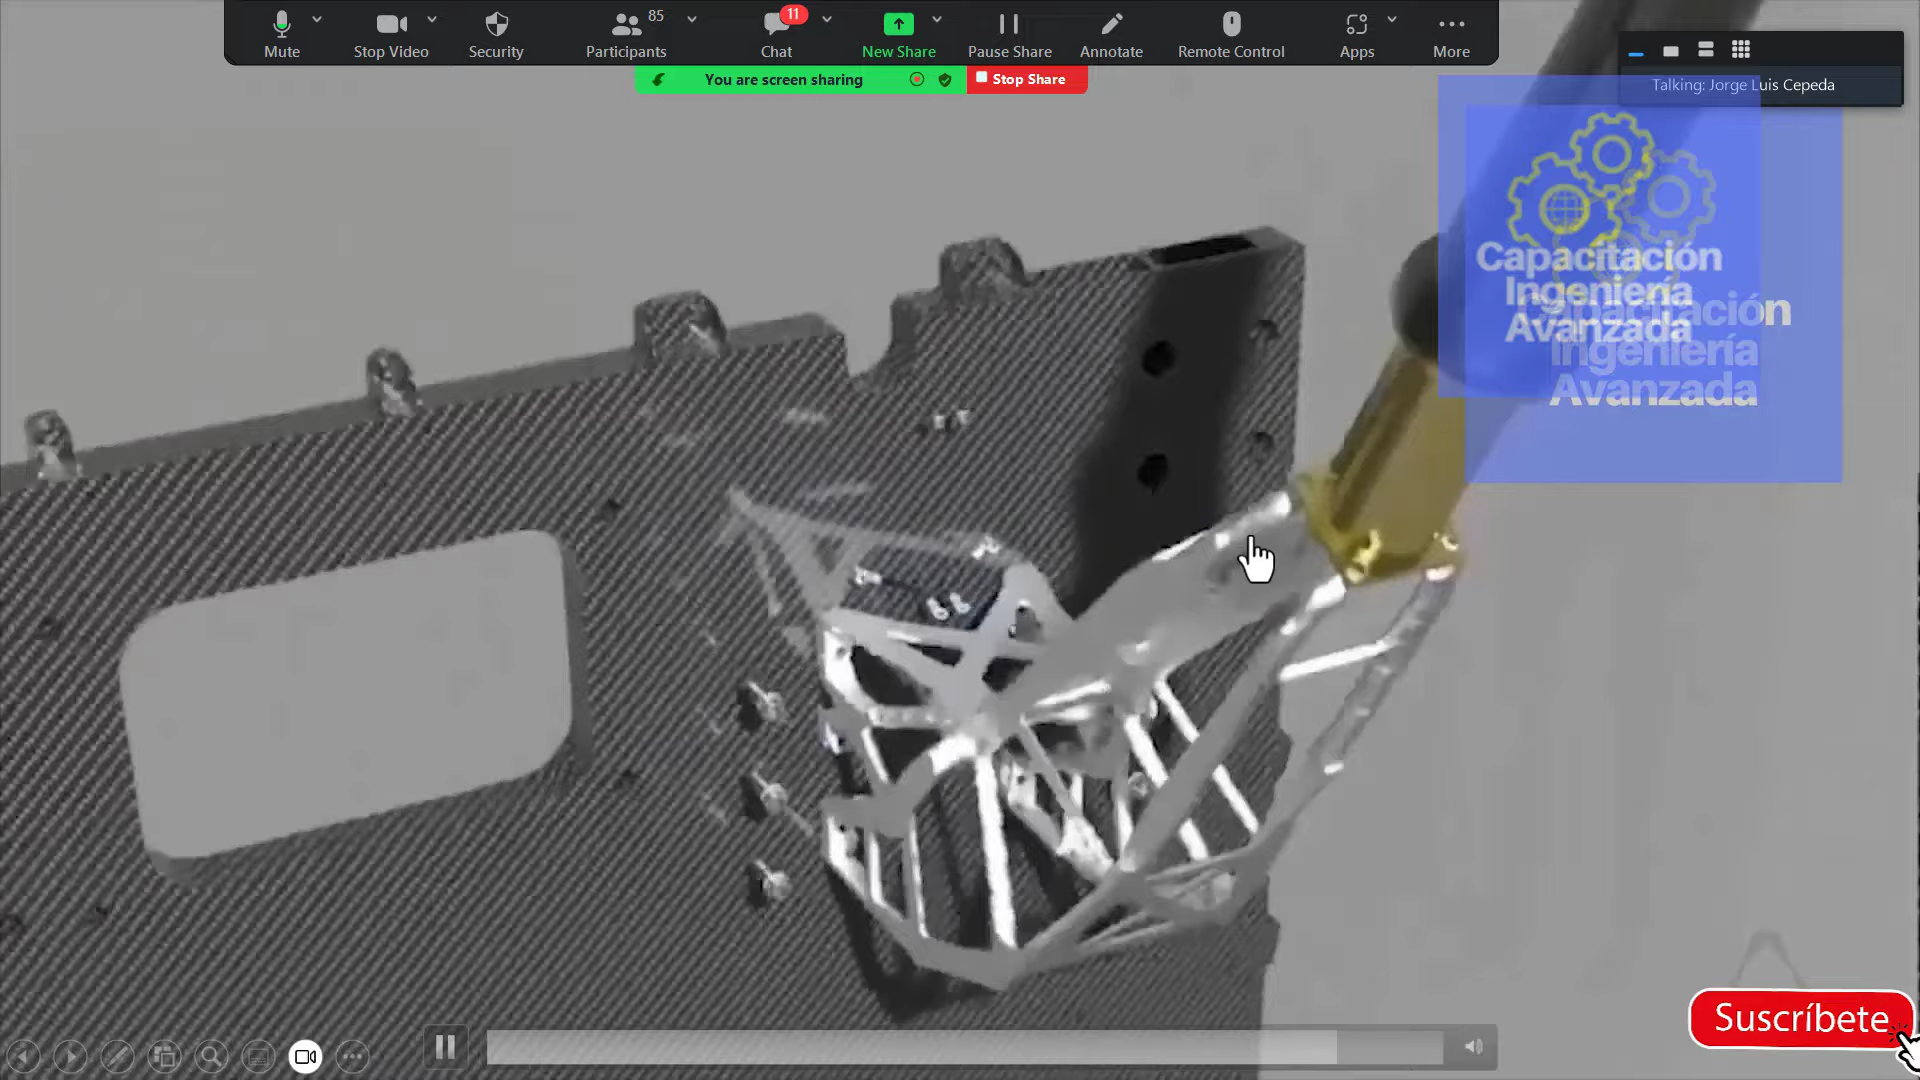 Mute
Stop Video
Security
Participants
85
Chat
11
New Share
Pause Share
Annotate
Remote Control
Apps
More
You are screen sharing
Stop Share
Talking: Jorge Luis Cepeda
Capacitación
Ingeniería
Avanzada
Capacitación
Ingeniería
Avanzada
Suscríbete